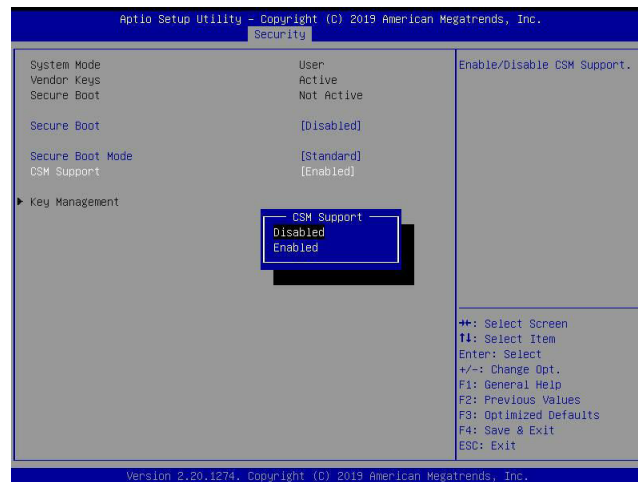 Aptio Setup Utility – Copyright (C) 2019 American Megatrends, Inc.
Security
System Mode User
Vendor Keys Active
Secure Boot Not Active
Secure Boot [Disabled]
Secure Boot Mode [Standard]
CSM Support [Enabled]
Key Management
CSM Support
Disabled
Enabled
Enable/Disable CSM Support.
→←: Select Screen
↑↓: Select Item
Enter: Select
+/-: Change Opt.
F1: General Help
F2: Previous Values
F3: Optimized Defaults
F4: Save & Exit
ESC: Exit
Version 2.20.1274. Copyright (C) 2019 American Megatrends, Inc.